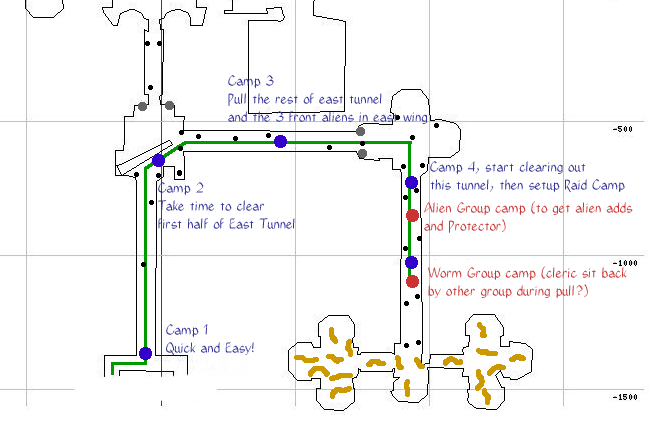 Camp 3
Pull the rest of east tunnel
and the 3 front aliens in east wing
-500
Camp 4, start clearing out
this tunnel, then setup Raid Camp
Camp 2
Take time to clear
first half of East Tunnel
Alien Group camp (to get alien adds
and Protector)
-1000
Worm Group camp (cleric sit back
by other group during pull?)
Camp 1
Quick and Easy!
-1500